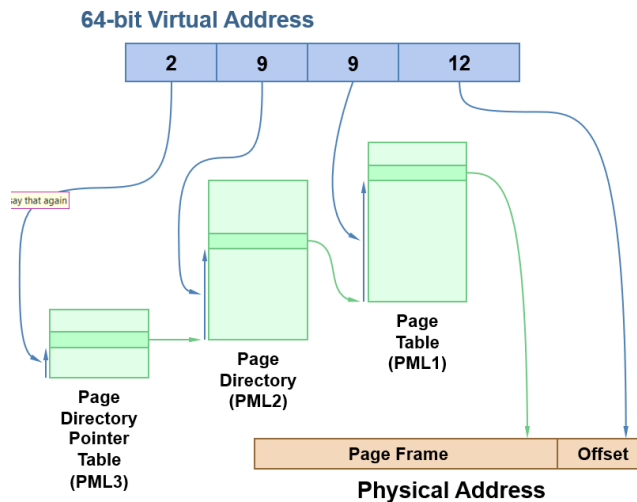 64-bit Virtual Address
2 9 9 12
say that again
Page
Table
(PML1)
Page
Directory
(PML2)
Page
Directory
Pointer
Table
(PML3)
Page Frame Offset
Physical Address